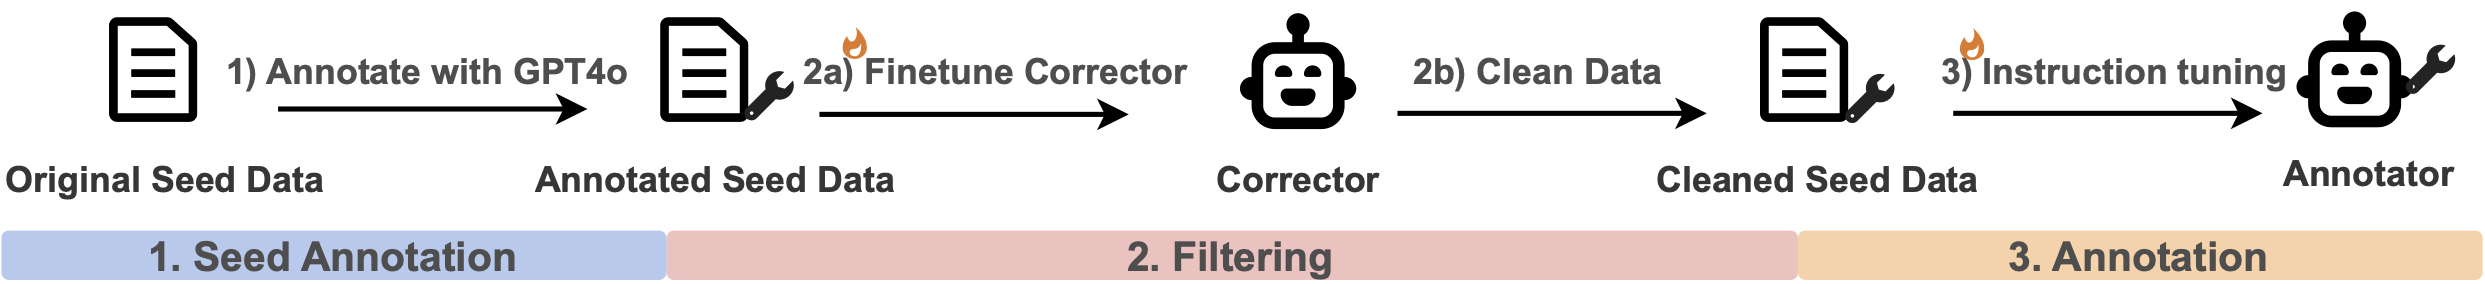 1) Annotate with GPT4o
2a) Finetune Corrector
2b) Clean Data
3) Instruction tuning
Original Seed Data
Annotated Seed Data
Corrector
Cleaned Seed Data
Annotator
1. Seed Annotation
2. Filtering
3. Annotation